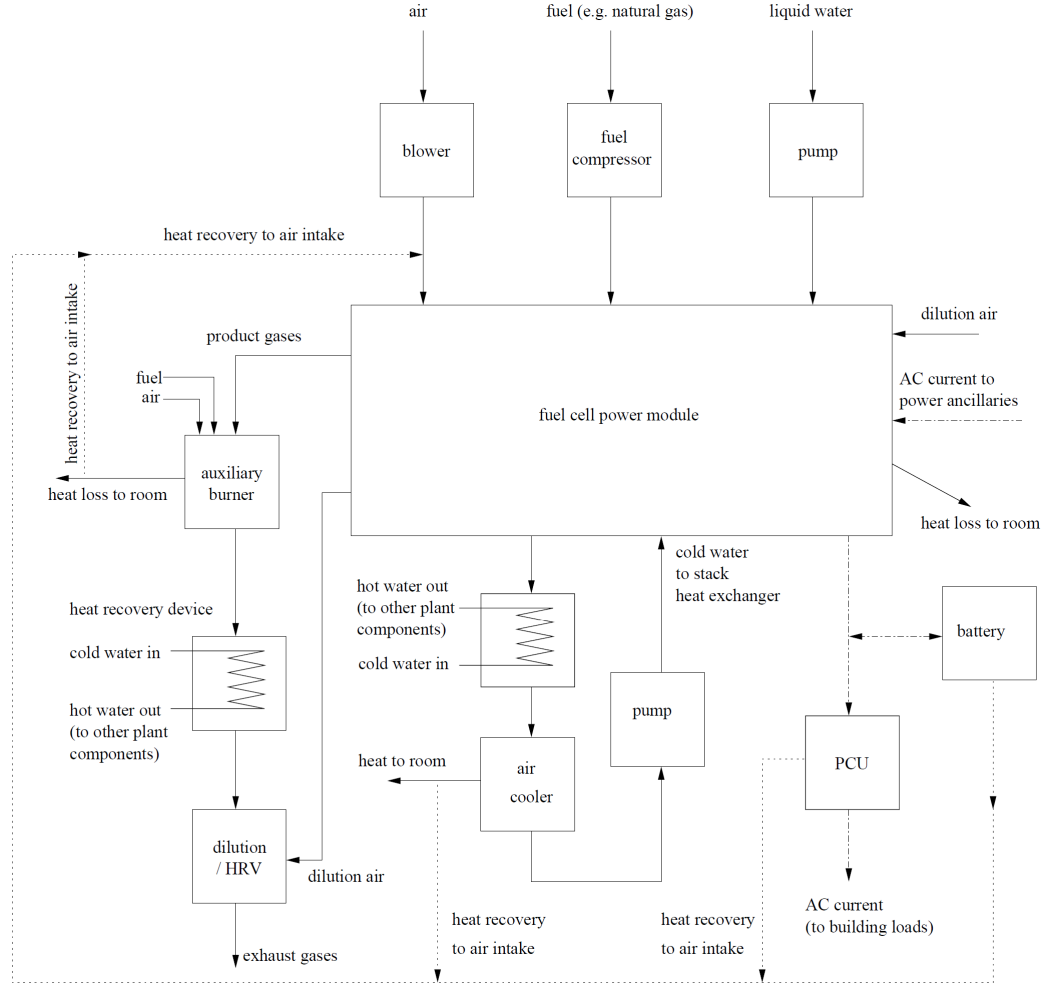 air
fuel (e.g. natural gas)
liquid water
blower
fuel
compressor
pump
heat recovery to air intake
heat recovery to air intake
product gases
dilution air
fuel
air
AC current to
power ancillaries
fuel cell power module
auxiliary
burner
heat loss to room
heat loss to room
cold water
to stack
heat exchanger
hot water out
(to other plant
components)
cold water in
heat recovery device
cold water in
hot water out
(to other plant
components)
battery
pump
PCU
heat to room
air
cooler
dilution
/ HRV
dilution air
AC current
(to building loads)
heat recovery
to air intake
heat recovery
to air intake
exhaust gases